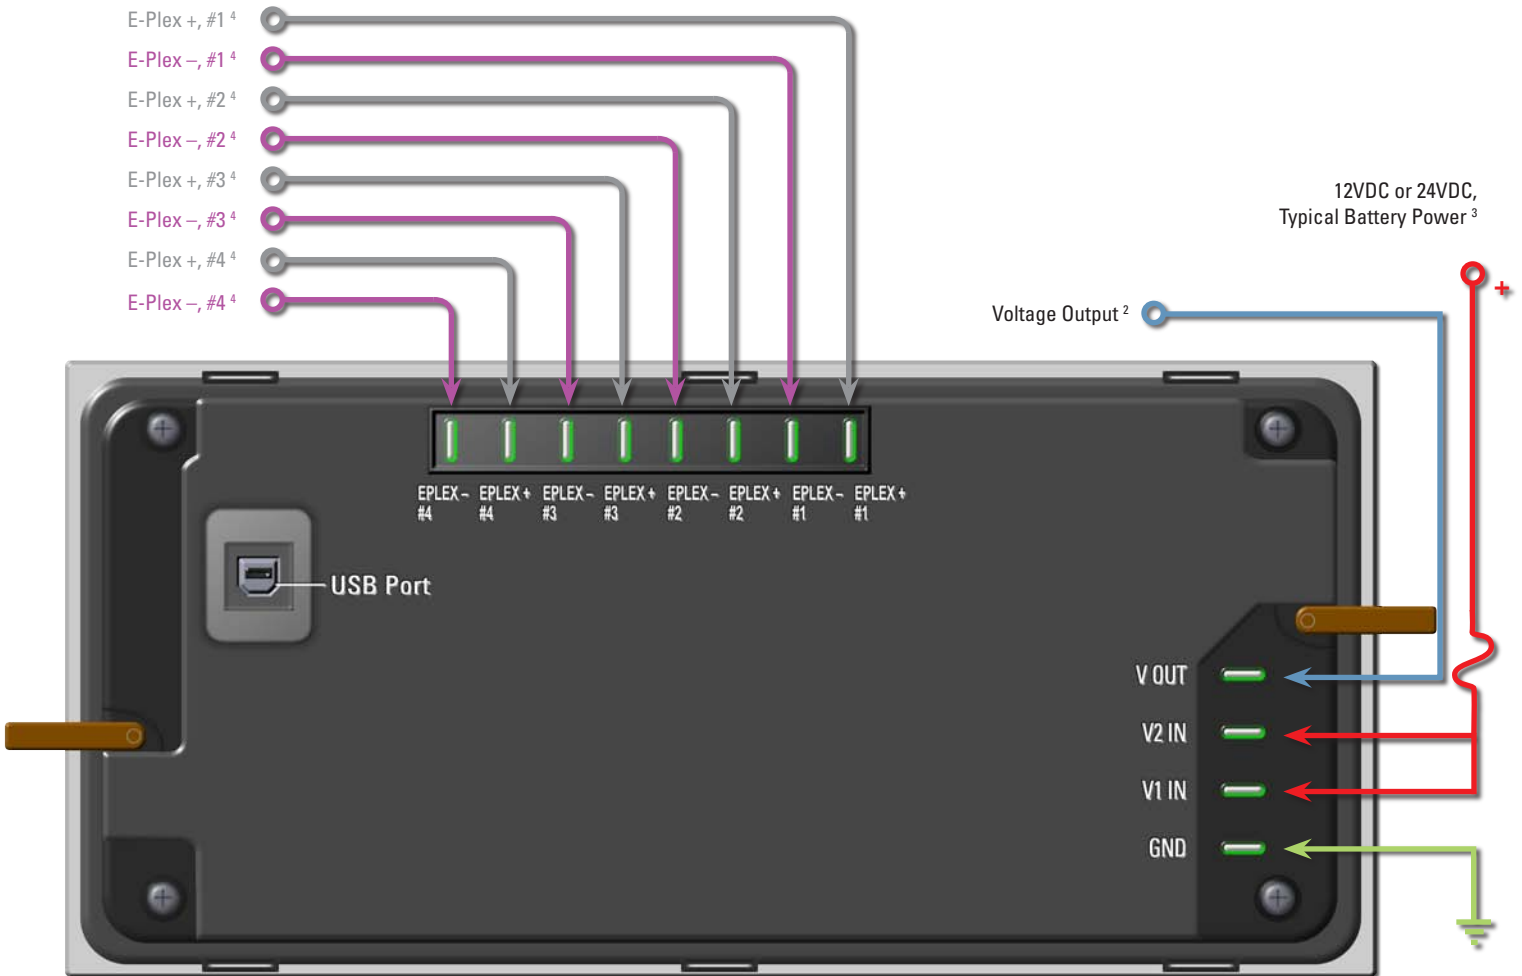 E-Plex +, #1 4
E-Plex –, #1 4
E-Plex +, #2 4
E-Plex –, #2 4
E-Plex +, #3 4
E-Plex –, #3 4
E-Plex +, #4 4
E-Plex –, #4 4
12VDC or 24VDC,
Typical Battery Power 3
+
Voltage Output 2
EPLEX – EPLEX + EPLEX – EPLEX + EPLEX – EPLEX + EPLEX – EPLEX +
#4 #4 #3 #3 #2 #2 #1 #1
USB Port
V OUT
V2 IN
V1 IN
GND